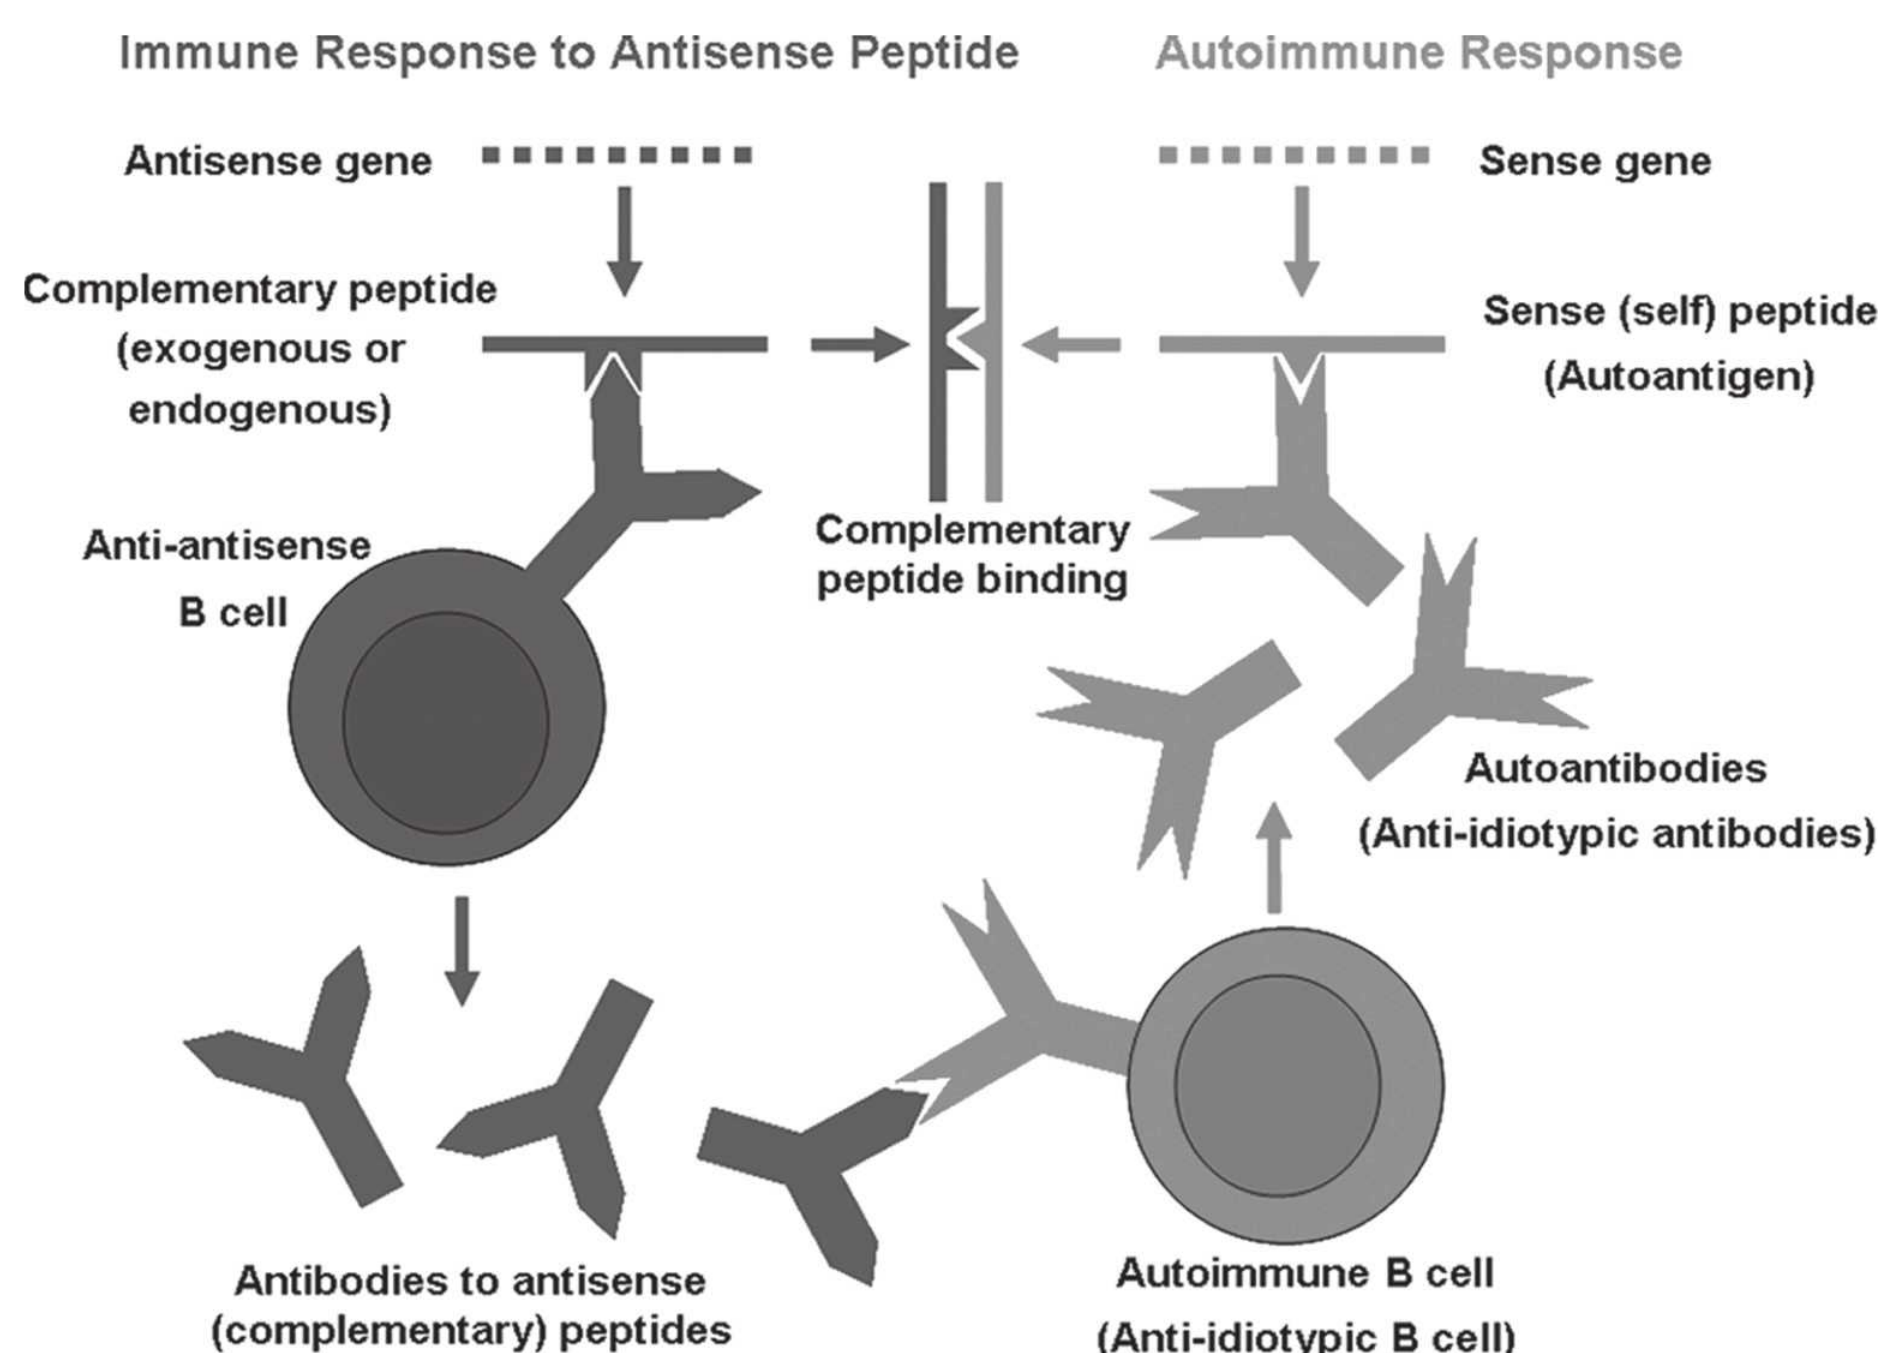 Immune Response to Antisense Peptide
Autoimmune Response
Antisense gene
Sense gene
Complementary peptide
(exogenous or
endogenous)
Sense (self) peptide
(Autoantigen)
Anti-antisense
B cell
Complementary
peptide binding
Autoantibodies
(Anti-idiotypic antibodies)
Antibodies to antisense
(complementary) peptides
Autoimmune B cell
(Anti-idiotypic B cell)